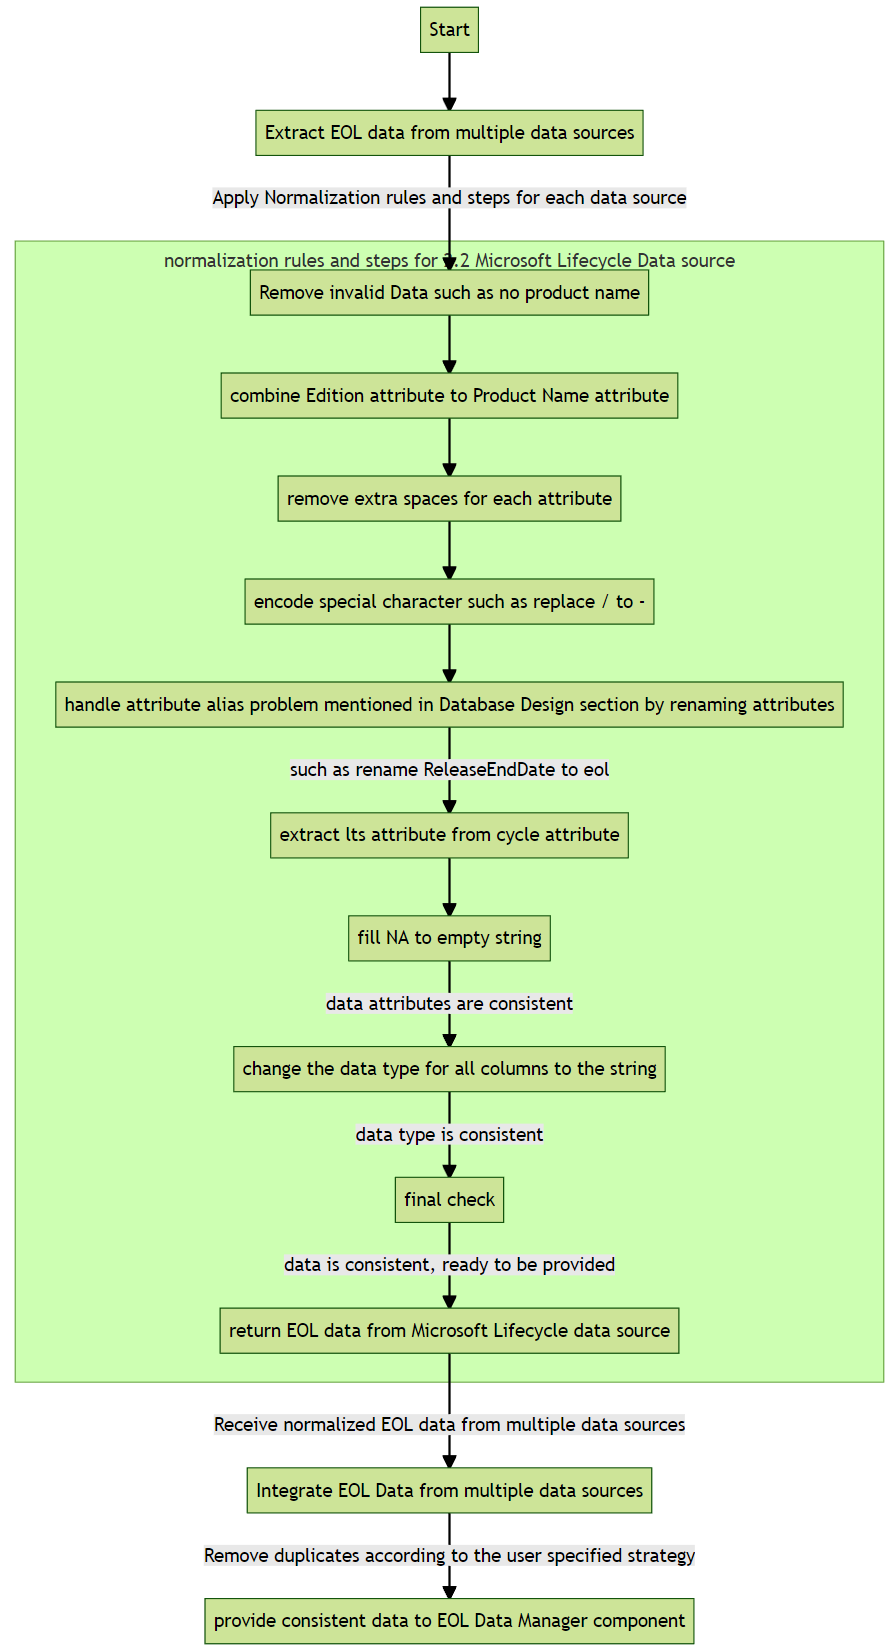 Start
Extract EOL data from multiple data sources
Apply Normalization rules and steps for each data source
normalization rules and steps for .2 Microsoft Lifecycle Data source
Remove invalid Data such as no product name
combine Edition attribute to Product Name attribute
remove extra spaces for each attribute
encode special character such as replace / to -
handle attribute alias problem mentioned in Database Design section by renaming attributes
such as rename ReleaseEndDate to eol
extract lts attribute from cycle attribute
fill NA to empty string
data attributes are consistent
change the data type for all columns to the string
data type is consistent
final check
data is consistent, ready to be provided
return EOL data from Microsoft Lifecycle data source
Receive normalized EOL data from multiple data sources
Integrate EOL Data from multiple data sources
Remove duplicates according to the user specified strategy
provide consistent data to EOL Data Manager component